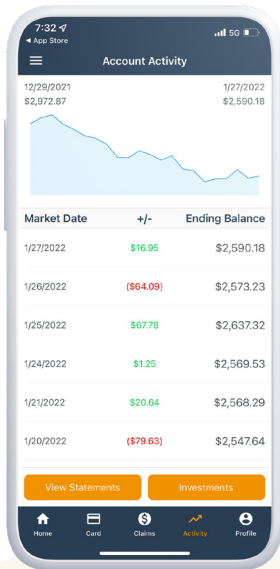 7:32
5G
◄ App Store
Account Activity
12/29/2021 1/27/2022
$2,972.87 $2,590.18
Market Date +/- Ending Balance
1/27/2022 $16.95 $2,590.18
1/26/2022 ($64.09) $2,573.23
1/25/2022 $67.78 $2,637.32
1/24/2022 $1.25 $2,569.53
1/21/2022 $20.64 $2,568.29
1/20/2022 ($79.63) $2,547.64
View Statements Investments
Home Card Claims Activity Profile